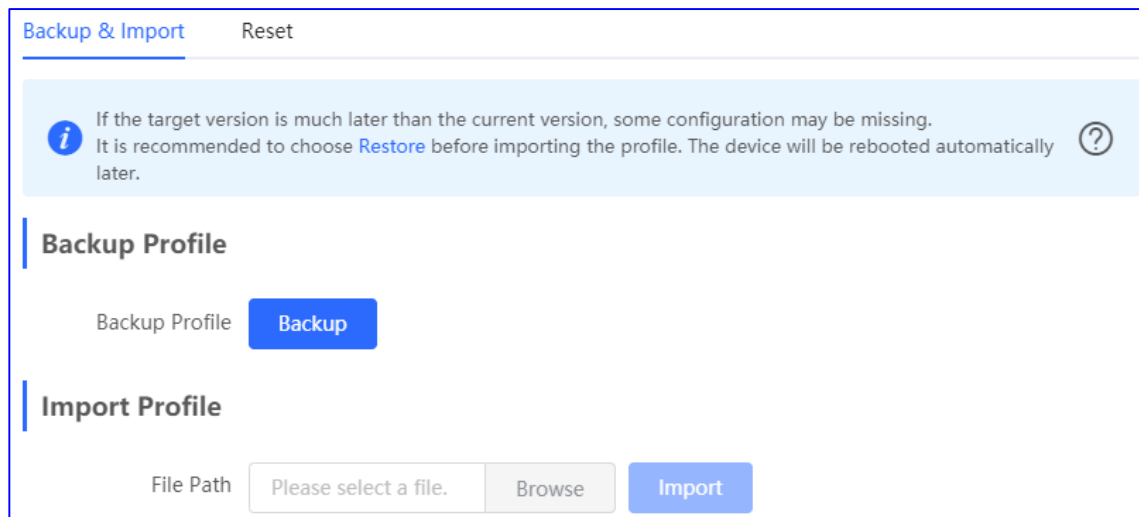 Backup & Import Reset
If the target version is much later than the current version, some configuration may be missing.
It is recommended to choose Restore before importing the profile. The device will be rebooted automatically
later.
Backup Profile
Backup Profile Backup
Import Profile
File Path Please select a file. Browse Import